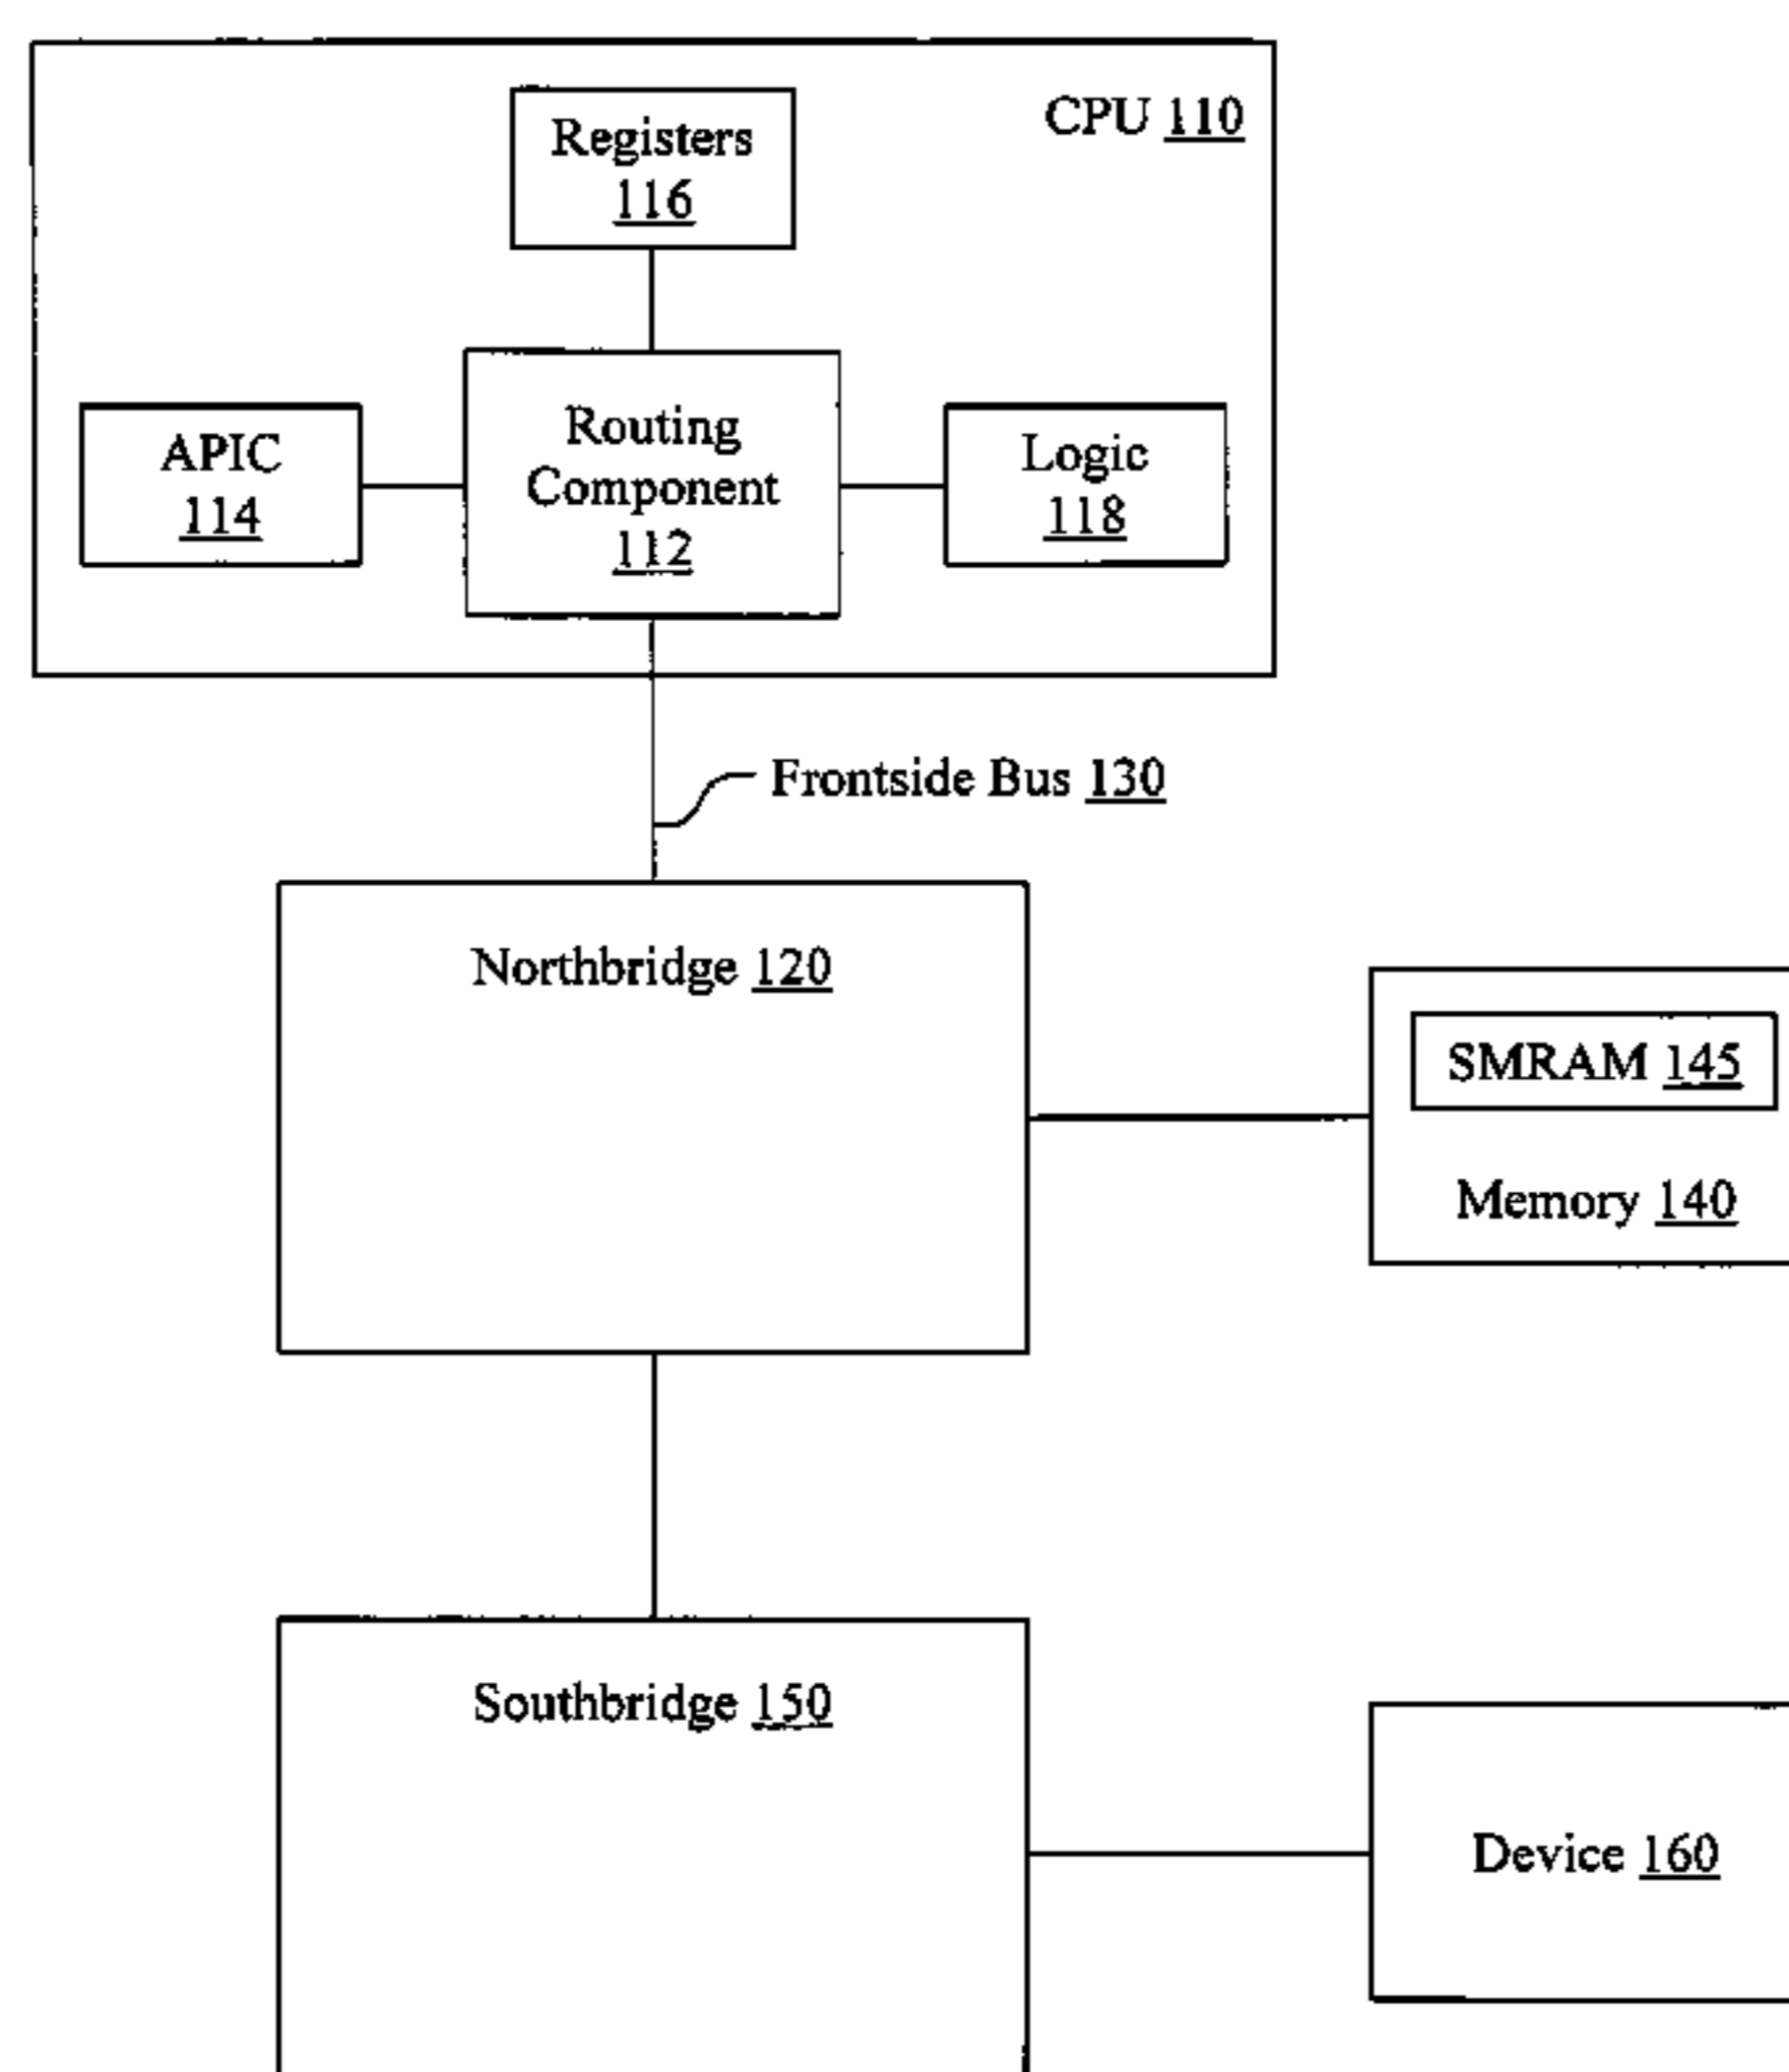 CPU 110
Registers
116
APIC
114
Routing
Component
112
Logic
118
Frontside Bus 130
Northbridge 120
SMRAM 145
Memory 140
Southbridge 150
Device 160